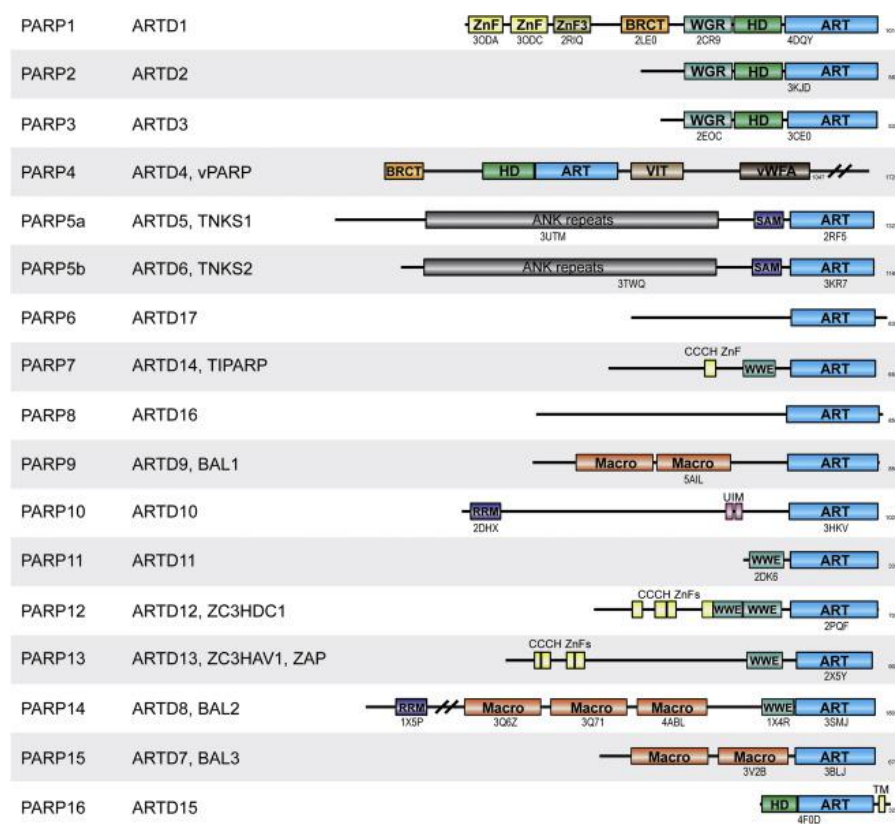 PARP1 ARTD1 ZnF ZnF ZnF3 BRCT WGR HD ART
3ODA 3ODC 2RIQ 2LE0 2CR9 4DQY
PARP2 ARTD2 WGR HD ART
3KJD
PARP3 ARTD3 WGR HD ART
2EOC 3CE0
PARP4 ARTD4, vPARP BRCT HD ART VIT vWFA
PARP5a ARTD5, TNKS1 ANK repeats SAM ART
3UTM 2RF5
PARP5b ARTD6, TNKS2 ANK repeats SAM ART
3TWQ 3KR7
PARP6 ARTD17 ART
CCCH ZnF
PARP7 ARTD14, TIPARP WWE ART
PARP8 ARTD16 ART
PARP9 ARTD9, BAL1 Macro Macro ART
5AIL
UIM
PARP10 ARTD10 RRM ART
2DHX 3HKV
PARP11 ARTD11 WWE ART
2DK6
CCCH ZnFs
PARP12 ARTD12, ZC3HDC1 WWE WWE ART
2PQF
CCCH ZnFs
PARP13 ARTD13, ZC3HAV1, ZAP WWE ART
2X5Y
PARP14 ARTD8, BAL2 RRM Macro Macro Macro WWE ART
1X5P 3Q6Z 3Q71 4ABL 1X4R 3SMJ
PARP15 ARTD7, BAL3 Macro Macro ART
3V2B 3BLJ
TM
PARP16 ARTD15 HD ART
4F0D